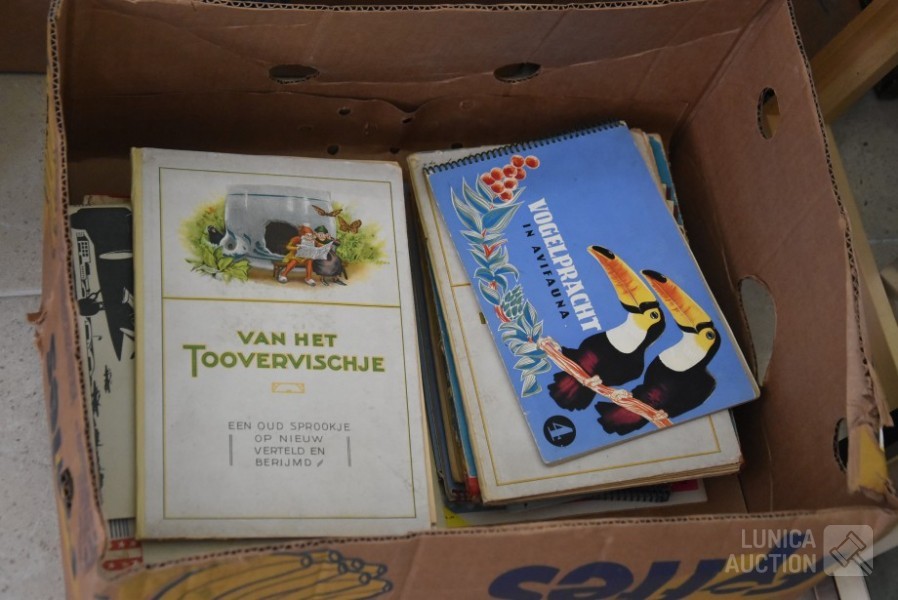 VAN HET
TOOVERVISCHJE
EEN OUD SPROOKJE
OP NIEUW
VERTELD EN
BERIJMD
VOGELPRACHT
IN AVIFAUNA.
4
LUNICA
AUCTION